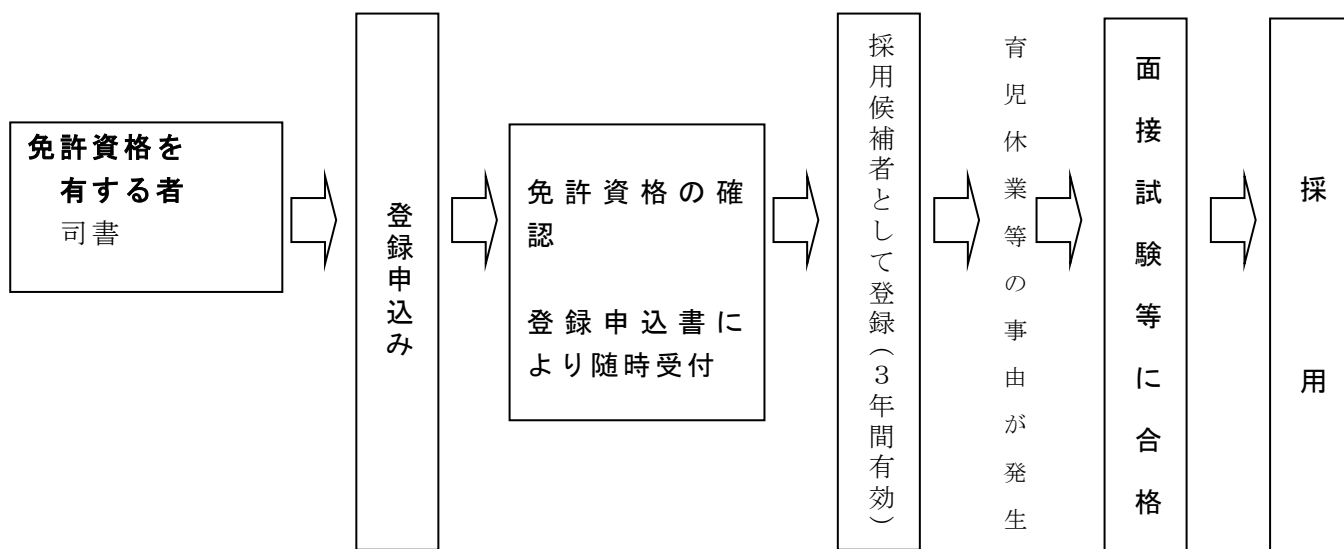 免許資格を
有する者
司書
登録申込み
免許資格の確
認
登録申込書に
より随時受付
採用候補者として登録（３年間有効）
育児休業等の事由が発生
面接試験等に合格
採用